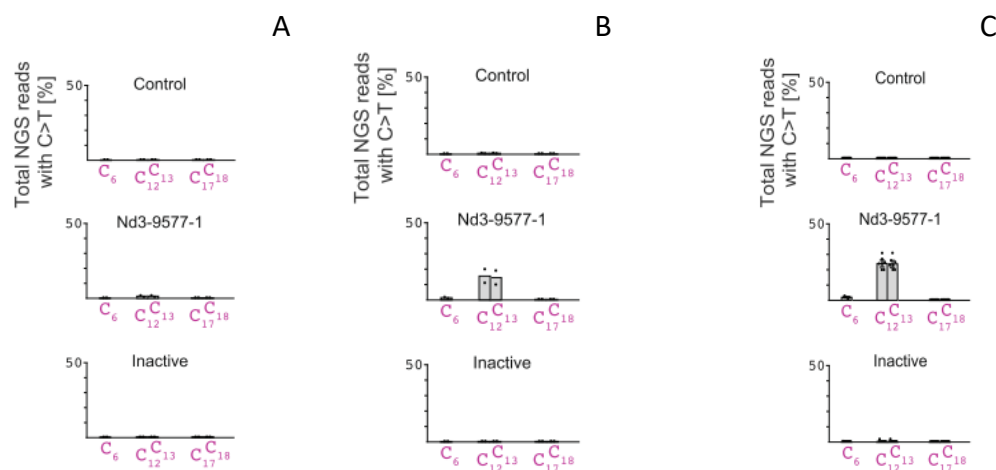 A
Total NGS reads
with C>T [%]
50
Control
C6 C12C13 C17C18
50
Nd3-9577-1
C6 C12C13 C17C18
50
Inactive
C6 C12C13 C17C18
B
Total NGS reads
with C>T [%]
50
Control
C6 C12C13 C17C18
50
Nd3-9577-1
C6 C12C13 C17C18
50
Inactive
C6 C12C13 C17C18
C
Total NGS reads
with C>T [%]
50
Control
C6 C12C13 C17C18
50
Nd3-9577-1
C6 C12C13 C17C18
50
Inactive
C6 C12C13 C17C18